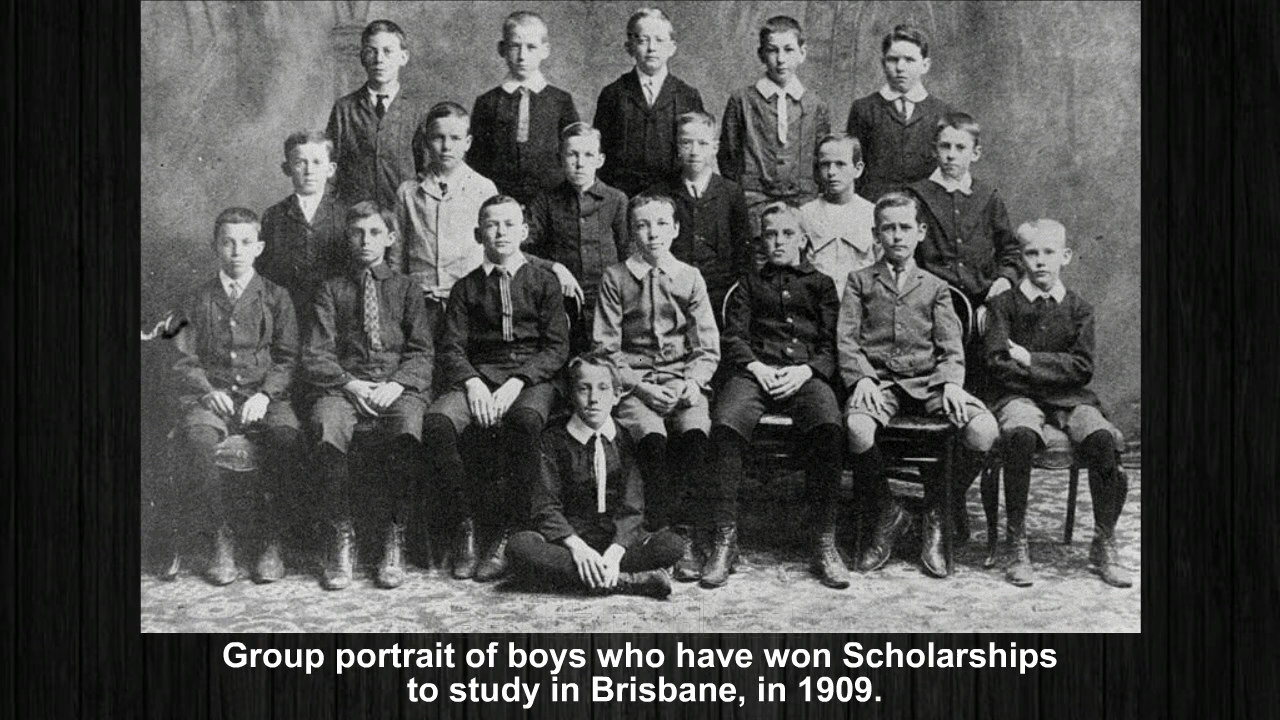 Group portrait of boys who have won Scholarships
to study in Brisbane, in 1909.